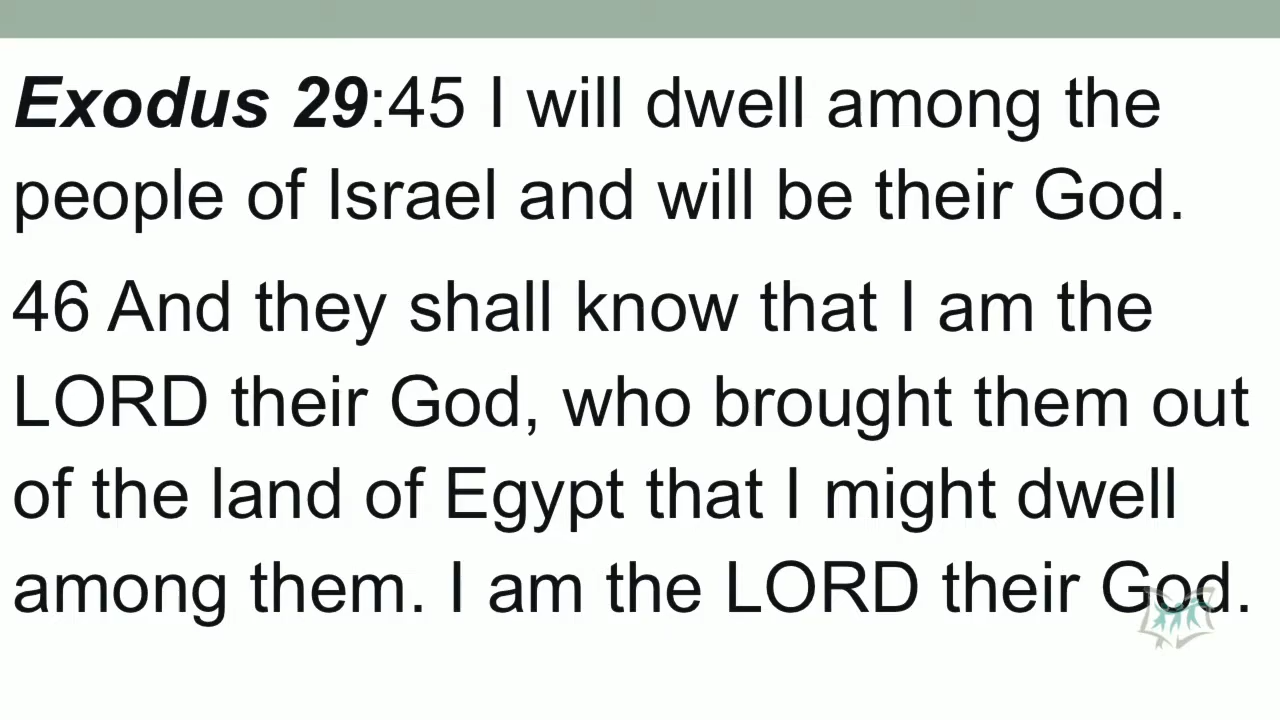 Exodus 29:45 I will dwell among the
people of Israel and will be their God.
46 And they shall know that I am the
LORD their God, who brought them out
of the land of Egypt that I might dwell
among them. I am the LORD their God.